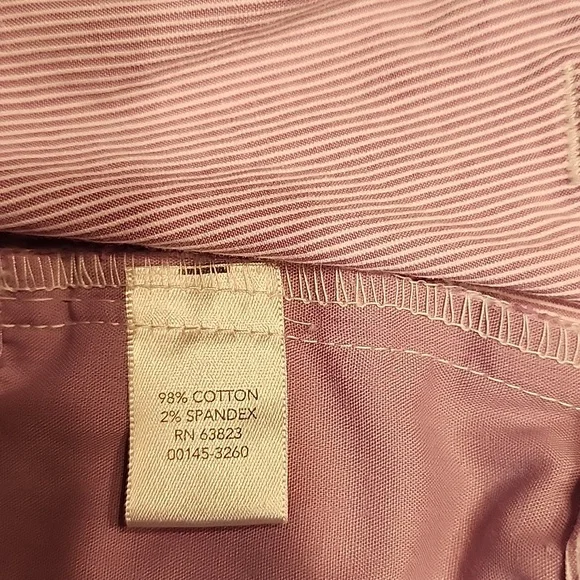 98% COTTON
2% SPANDEX
RN 63823
00145-3260